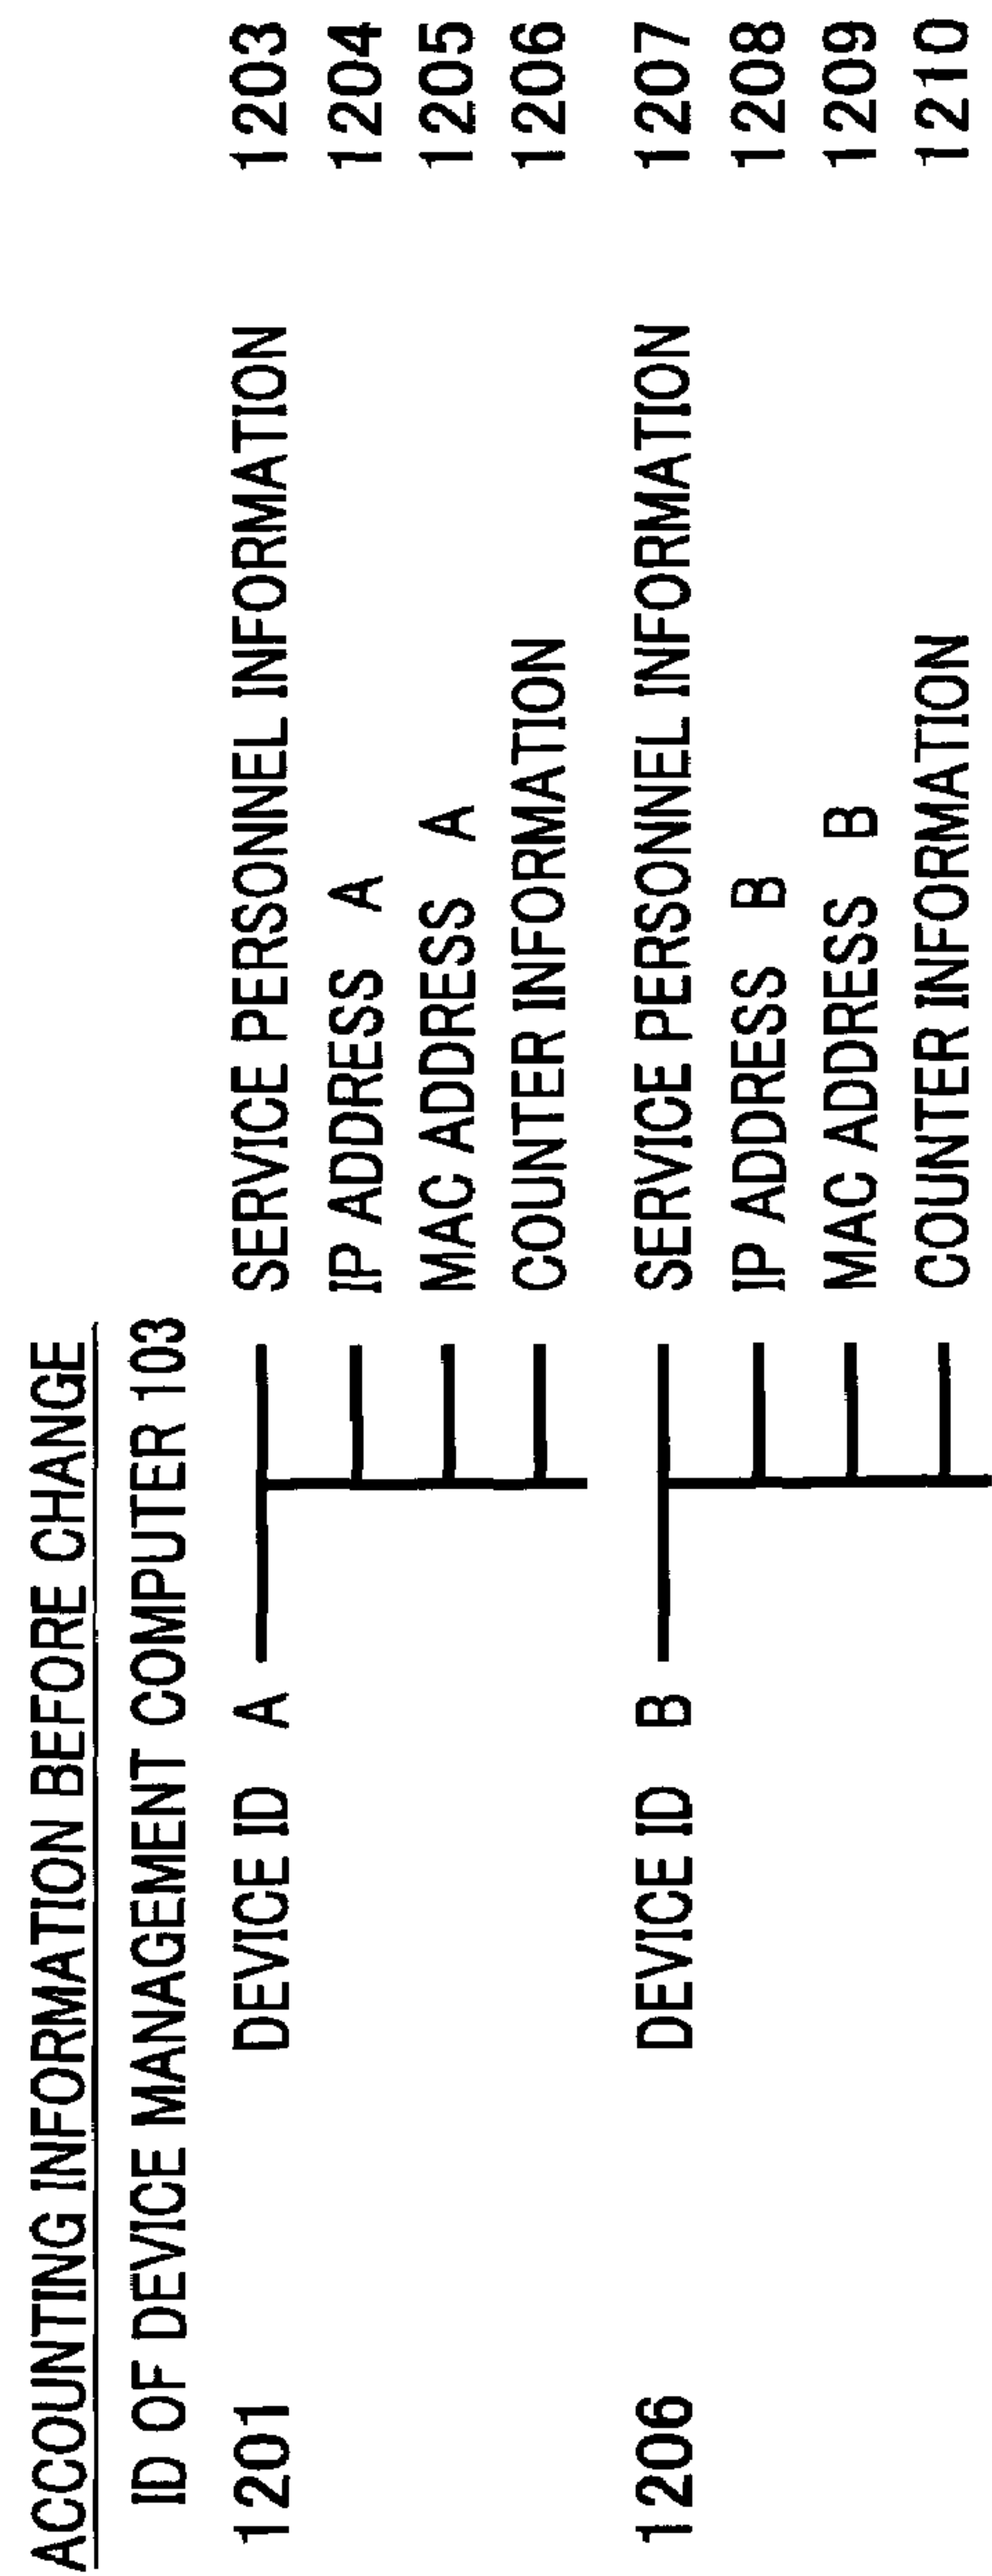 ACCOUNTING INFORMATION BEFORE CHANGE
ID OF DEVICE MANAGEMENT COMPUTER 103
1201 DEVICE ID A SERVICE PERSONNEL INFORMATION 1203
IP ADDRESS A 1204
MAC ADDRESS A 1205
COUNTER INFORMATION 1206
1206 DEVICE ID B SERVICE PERSONNEL INFORMATION 1207
IP ADDRESS B 1208
MAC ADDRESS B 1209
COUNTER INFORMATION 1210